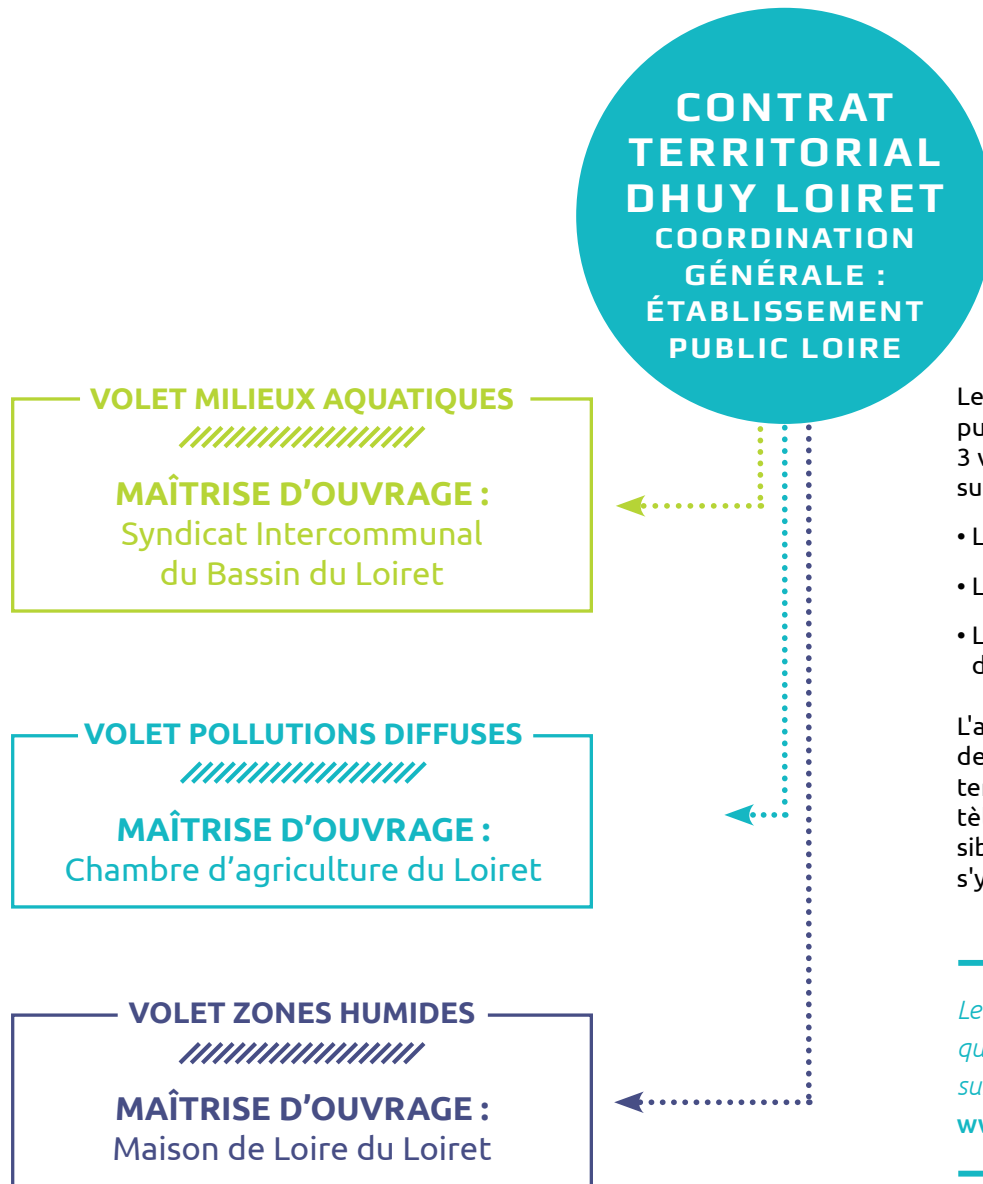 CONTRAT
TERRITORIAL
DHUY LOIRET
COORDINATION
GÉNÉRALE :
ÉTABLISSEMENT
PUBLIC LOIRE
VOLET MILIEUX AQUATIQUES
MAÎTRISE D’OUVRAGE :
Syndicat Intercommunal
du Bassin du Loiret
VOLET POLLUTIONS DIFFUSES
MAÎTRISE D’OUVRAGE :
Chambre d’agriculture du Loiret
VOLET ZONES HUMIDES
MAÎTRISE D’OUVRAGE :
Maison de Loire du Loiret
Le
3